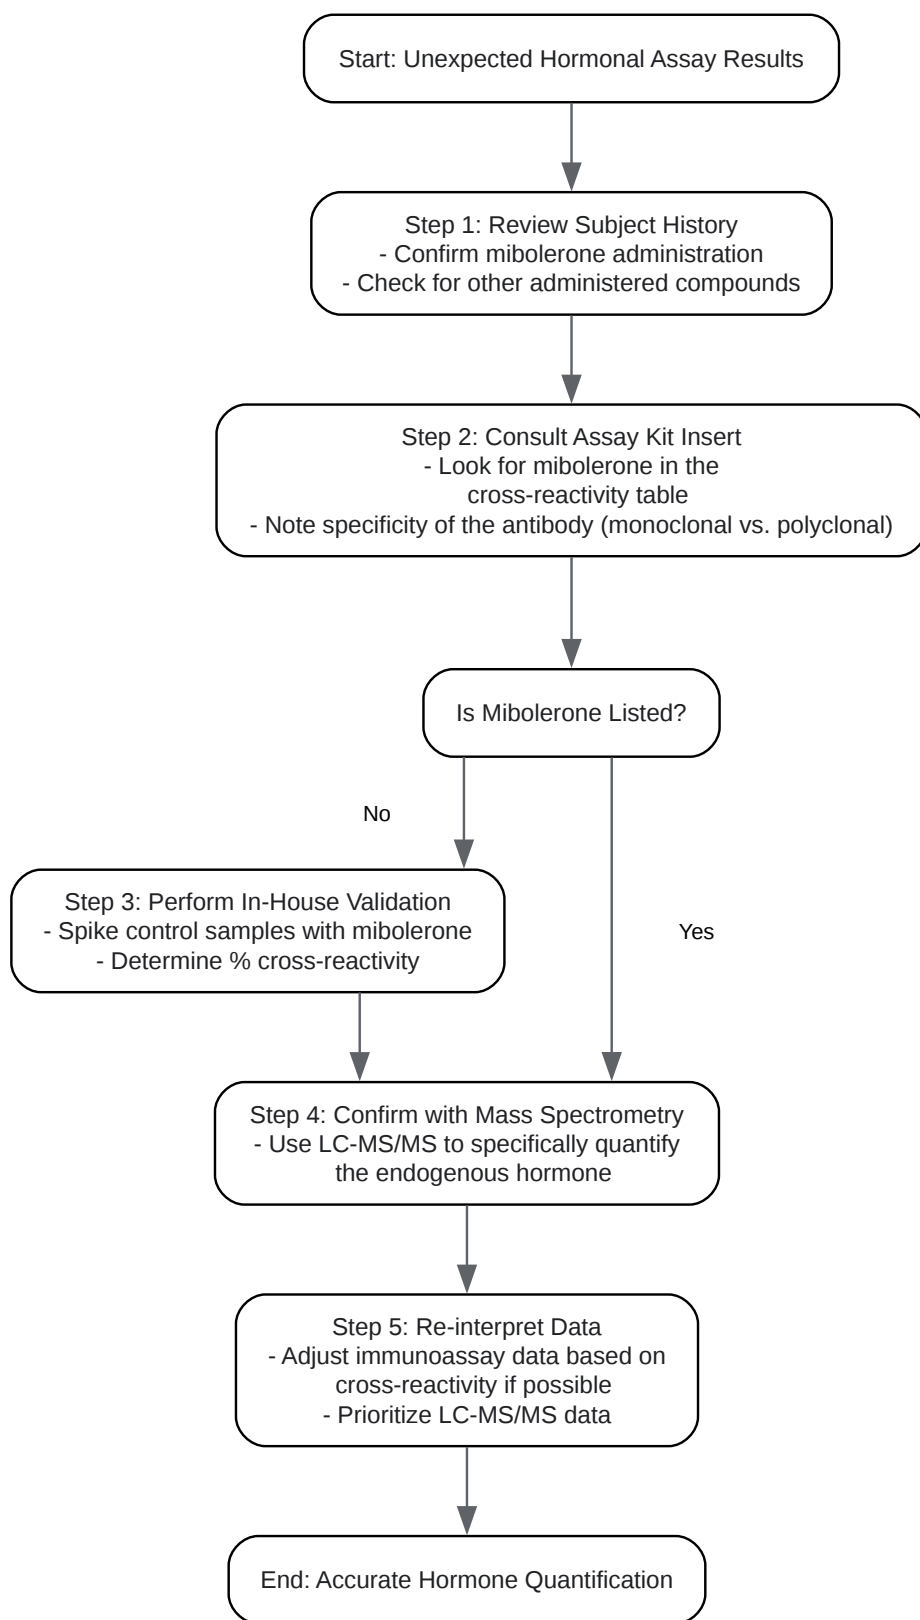 Start: Unexpected Hormonal Assay Results
Step 1: Review Subject History
- Confirm mibolerone administration
- Check for other administered compounds
Step 2: Consult Assay Kit Insert
- Look for mibolerone in the
cross-reactivity table
- Note specificity of the antibody (monoclonal vs. polyclonal)
Is Mibolerone Listed?
No
Step 3: Perform In-House Validation
- Spike control samples with mibolerone
- Determine % cross-reactivity
Yes
Step 4: Confirm with Mass Spectrometry
- Use LC-MS/MS to specifically quantify
the endogenous hormone
Step 5: Re-interpret Data
- Adjust immunoassay data based on
cross-reactivity if possible
- Prioritize LC-MS/MS data
End: Accurate Hormone Quantification